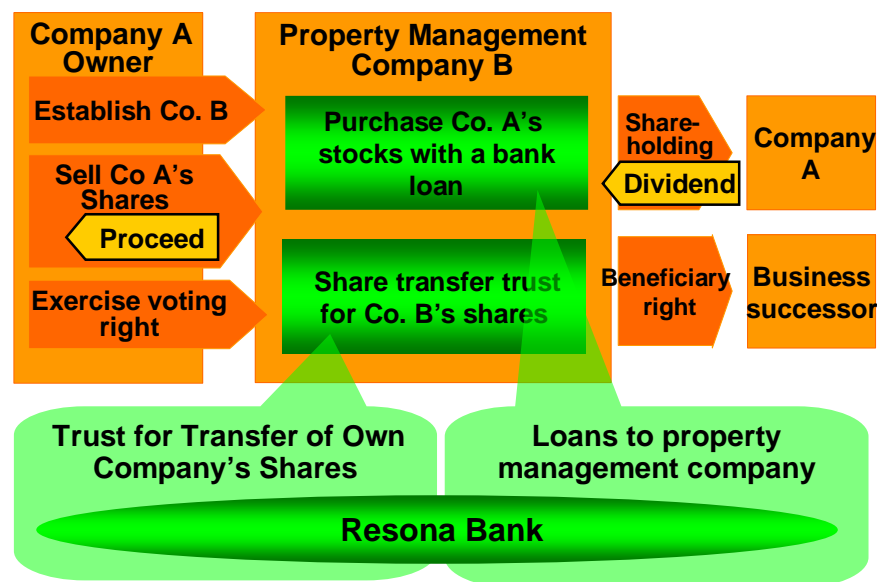 Company A
Owner
Establish Co. B
Sell Co A's
Shares
Proceed
Exercise voting
right
Property Management
Company B
Purchase Co. A's
stocks with a bank
loan
Share transfer trust
for Co. B's shares
Share-
holding
Dividend
Company
A
Beneficiary
right
Business
successor
Trust for Transfer of Own
Company's Shares
Loans to property
management company
Resona Bank